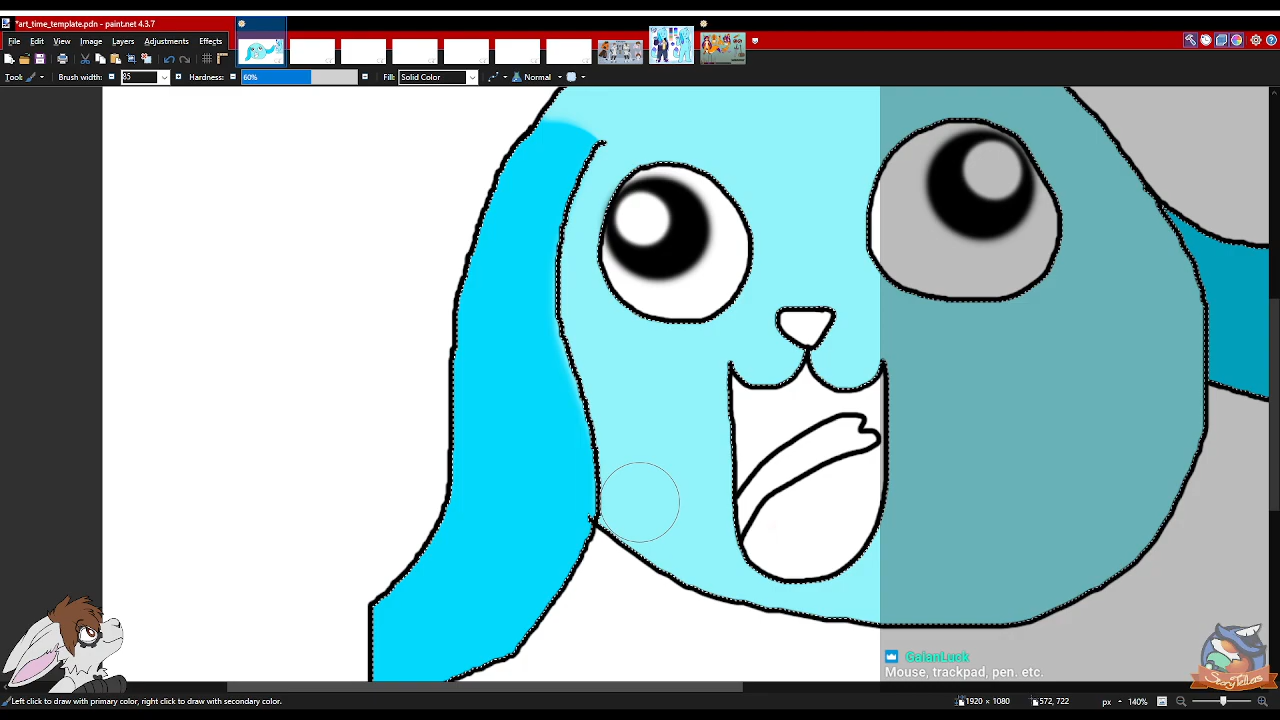 *art_time_template.pdn - paint.net 4.3.7
File Edit View Image Layers Adjustments Effects
Tool: Brush width: 85 Hardness: 60% Fill: Solid Color Normal
GalanLuck
Mouse, trackpad, pen. etc.
StoryTellers
Left click to draw with primary color, right click to draw with secondary color. 1920 × 1080 572, 722 px 140%